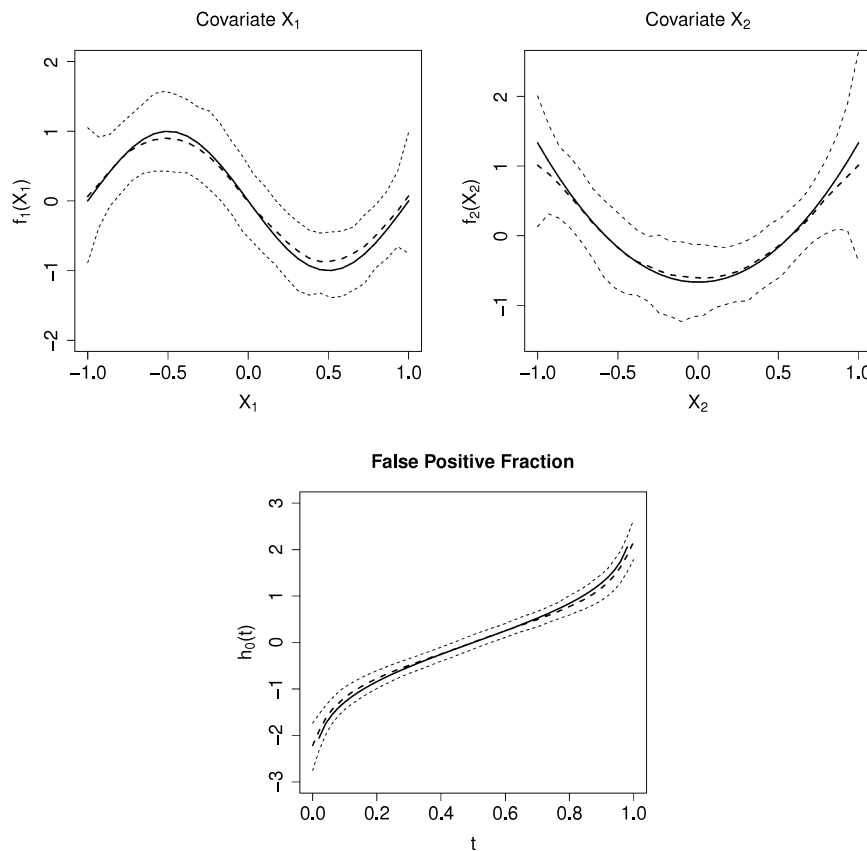 Covariate X₁
f₁(X₁)
2
1
0
−1
−2
−1.0 −0.5 0.0 0.5 1.0
X₁
Covariate X₂
f₂(X₂)
2
1
0
−1
−1.0 −0.5 0.0 0.5 1.0
X₂
False Positive Fraction
h₀(t)
3
2
1
0
−1
−2
−3
0.0 0.2 0.4 0.6 0.8 1.0
t